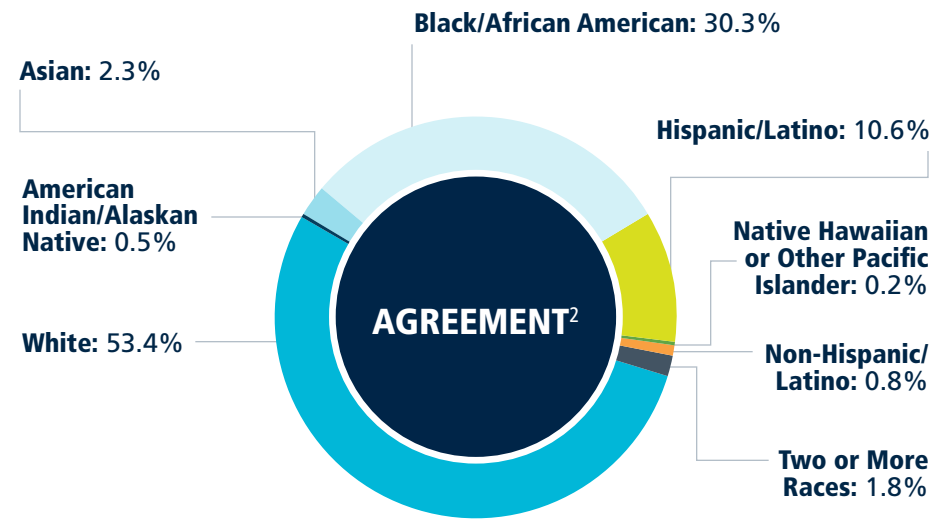 Black/African American: 30.3%
Asian: 2.3%
Hispanic/Latino: 10.6%
American
Indian/Alaskan
Native: 0.5%
Native Hawaiian
or Other Pacific
Islander: 0.2%
AGREEMENT²
White: 53.4%
Non-Hispanic/
Latino: 0.8%
Two or More
Races: 1.8%